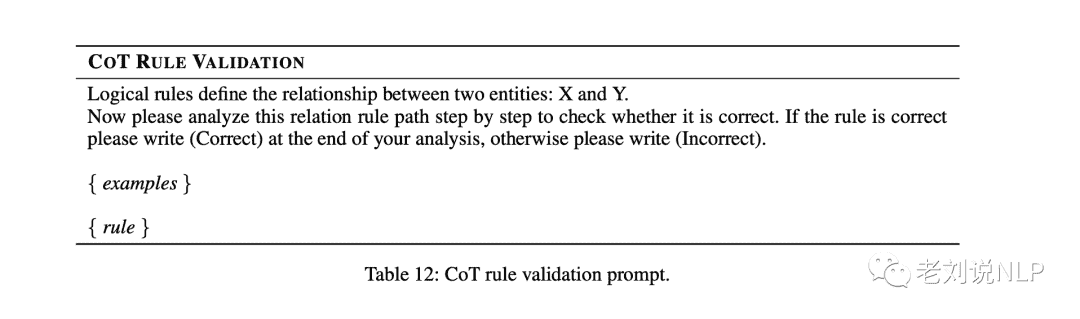 COT RULE VALIDATION
Logical rules define the relationship between two entities: X and Y.
Now please analyze this relation rule path step by step to check whether it is correct. If the rule is correct
please write (Correct) at the end of your analysis, otherwise please write (Incorrect).
{ examples }
{ rule }
Table 12: CoT rule validation prompt.
老刘说NLP